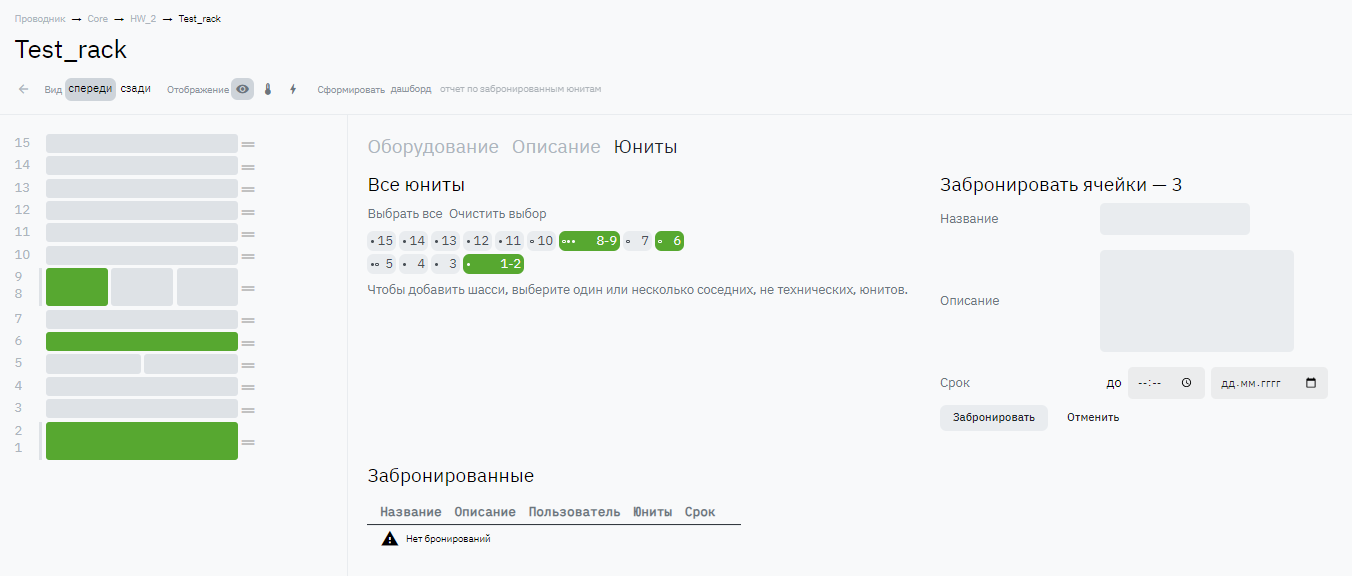 Проводник → Core → HW_2 → Test_rack
Test_rack
← Вид спереди сзади Отображение Сформировать дашборд отчет по забронированным юнитам
15
14
13
12
11
10
9
8
7
6
5
4
3
2
1
Оборудование Описание Юниты
Все юниты
Выбрать все Очистить выбор
15 14 13 12 11 10 8-9 7 6
5 4 3 1-2
Чтобы добавить шасси, выберите один или несколько соседних, не технических, юнитов.
Забронировать ячейки — 3
Название
Описание
Срок до --:-- дд.мм.гггг
Забронировать Отменить
Забронированные
Название Описание Пользователь Юниты Срок
Нет бронирований